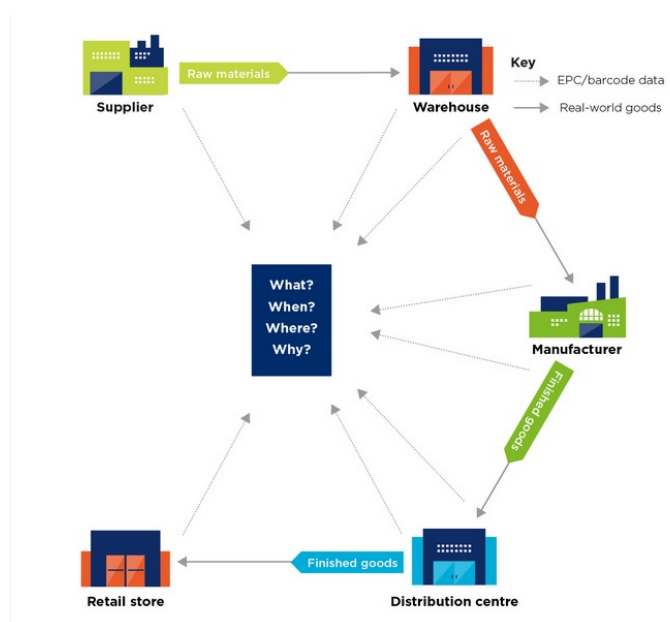 Raw materials
Supplier
Warehouse
Key
EPC/barcode data
Real-world goods
Raw materials
What?
When?
Where?
Why?
Manufacturer
Finished goods
Finished goods
Retail store
Distribution centre